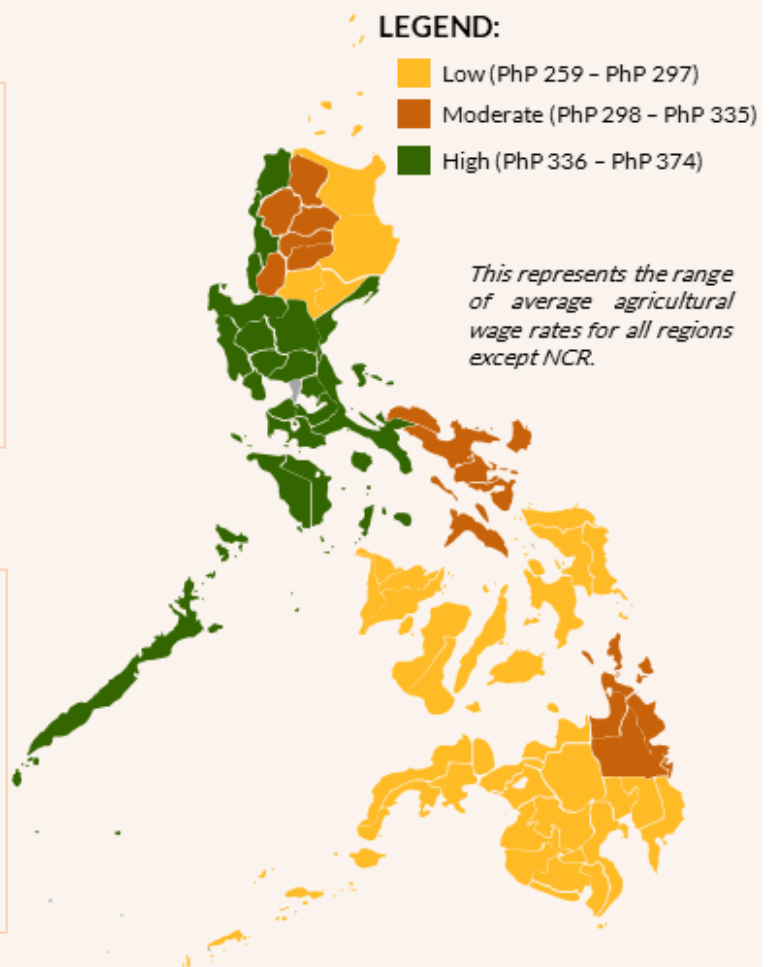 LEGEND:
Low (PhP 259 – PhP 297)
Moderate (PhP 298 – PhP 335)
High (PhP 336 – PhP 374)
This represents the range
of average agricultural
wage rates for all regions
except NCR.